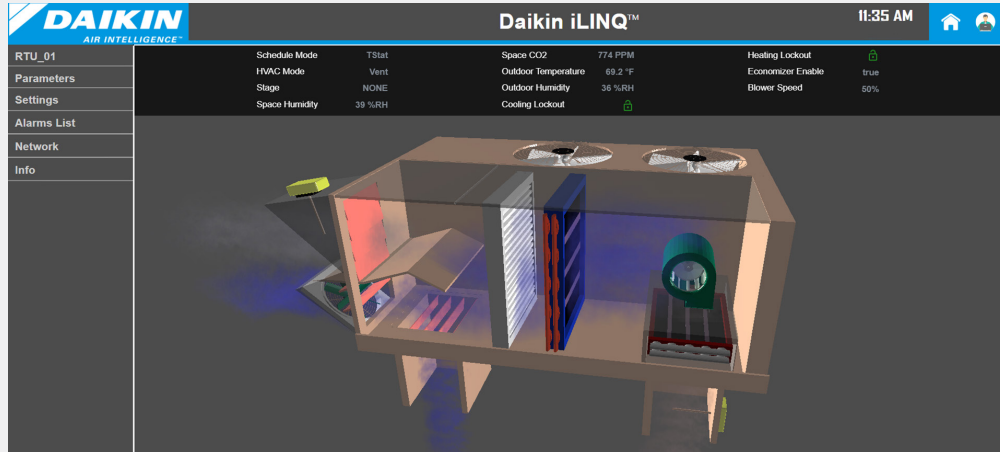 DAIKIN
AIR INTELLIGENCE™
Daikin iLINQ™
11:35 AM
RTU_01
Parameters
Settings
Alarms List
Network
Info
Schedule Mode TStat
HVAC Mode Vent
Stage NONE
Space Humidity 39 %RH
Space CO2 774 PPM
Outdoor Temperature 69.2 °F
Outdoor Humidity 36 %RH
Cooling Lockout
Heating Lockout
Economizer Enable true
Blower Speed 50%